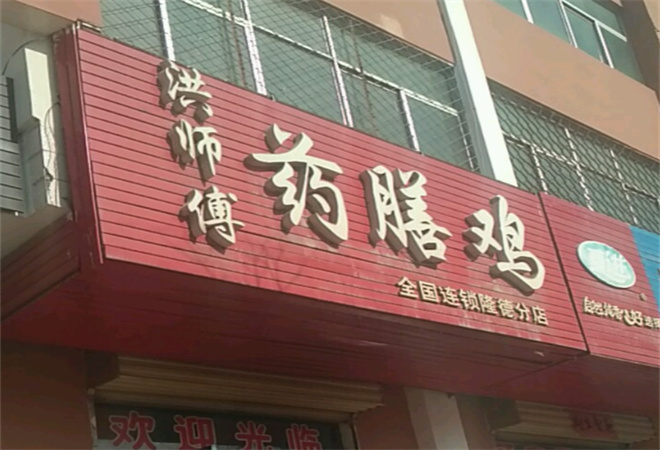 洪师傅
药膳鸡
全国连锁隆德分店
欢迎光临